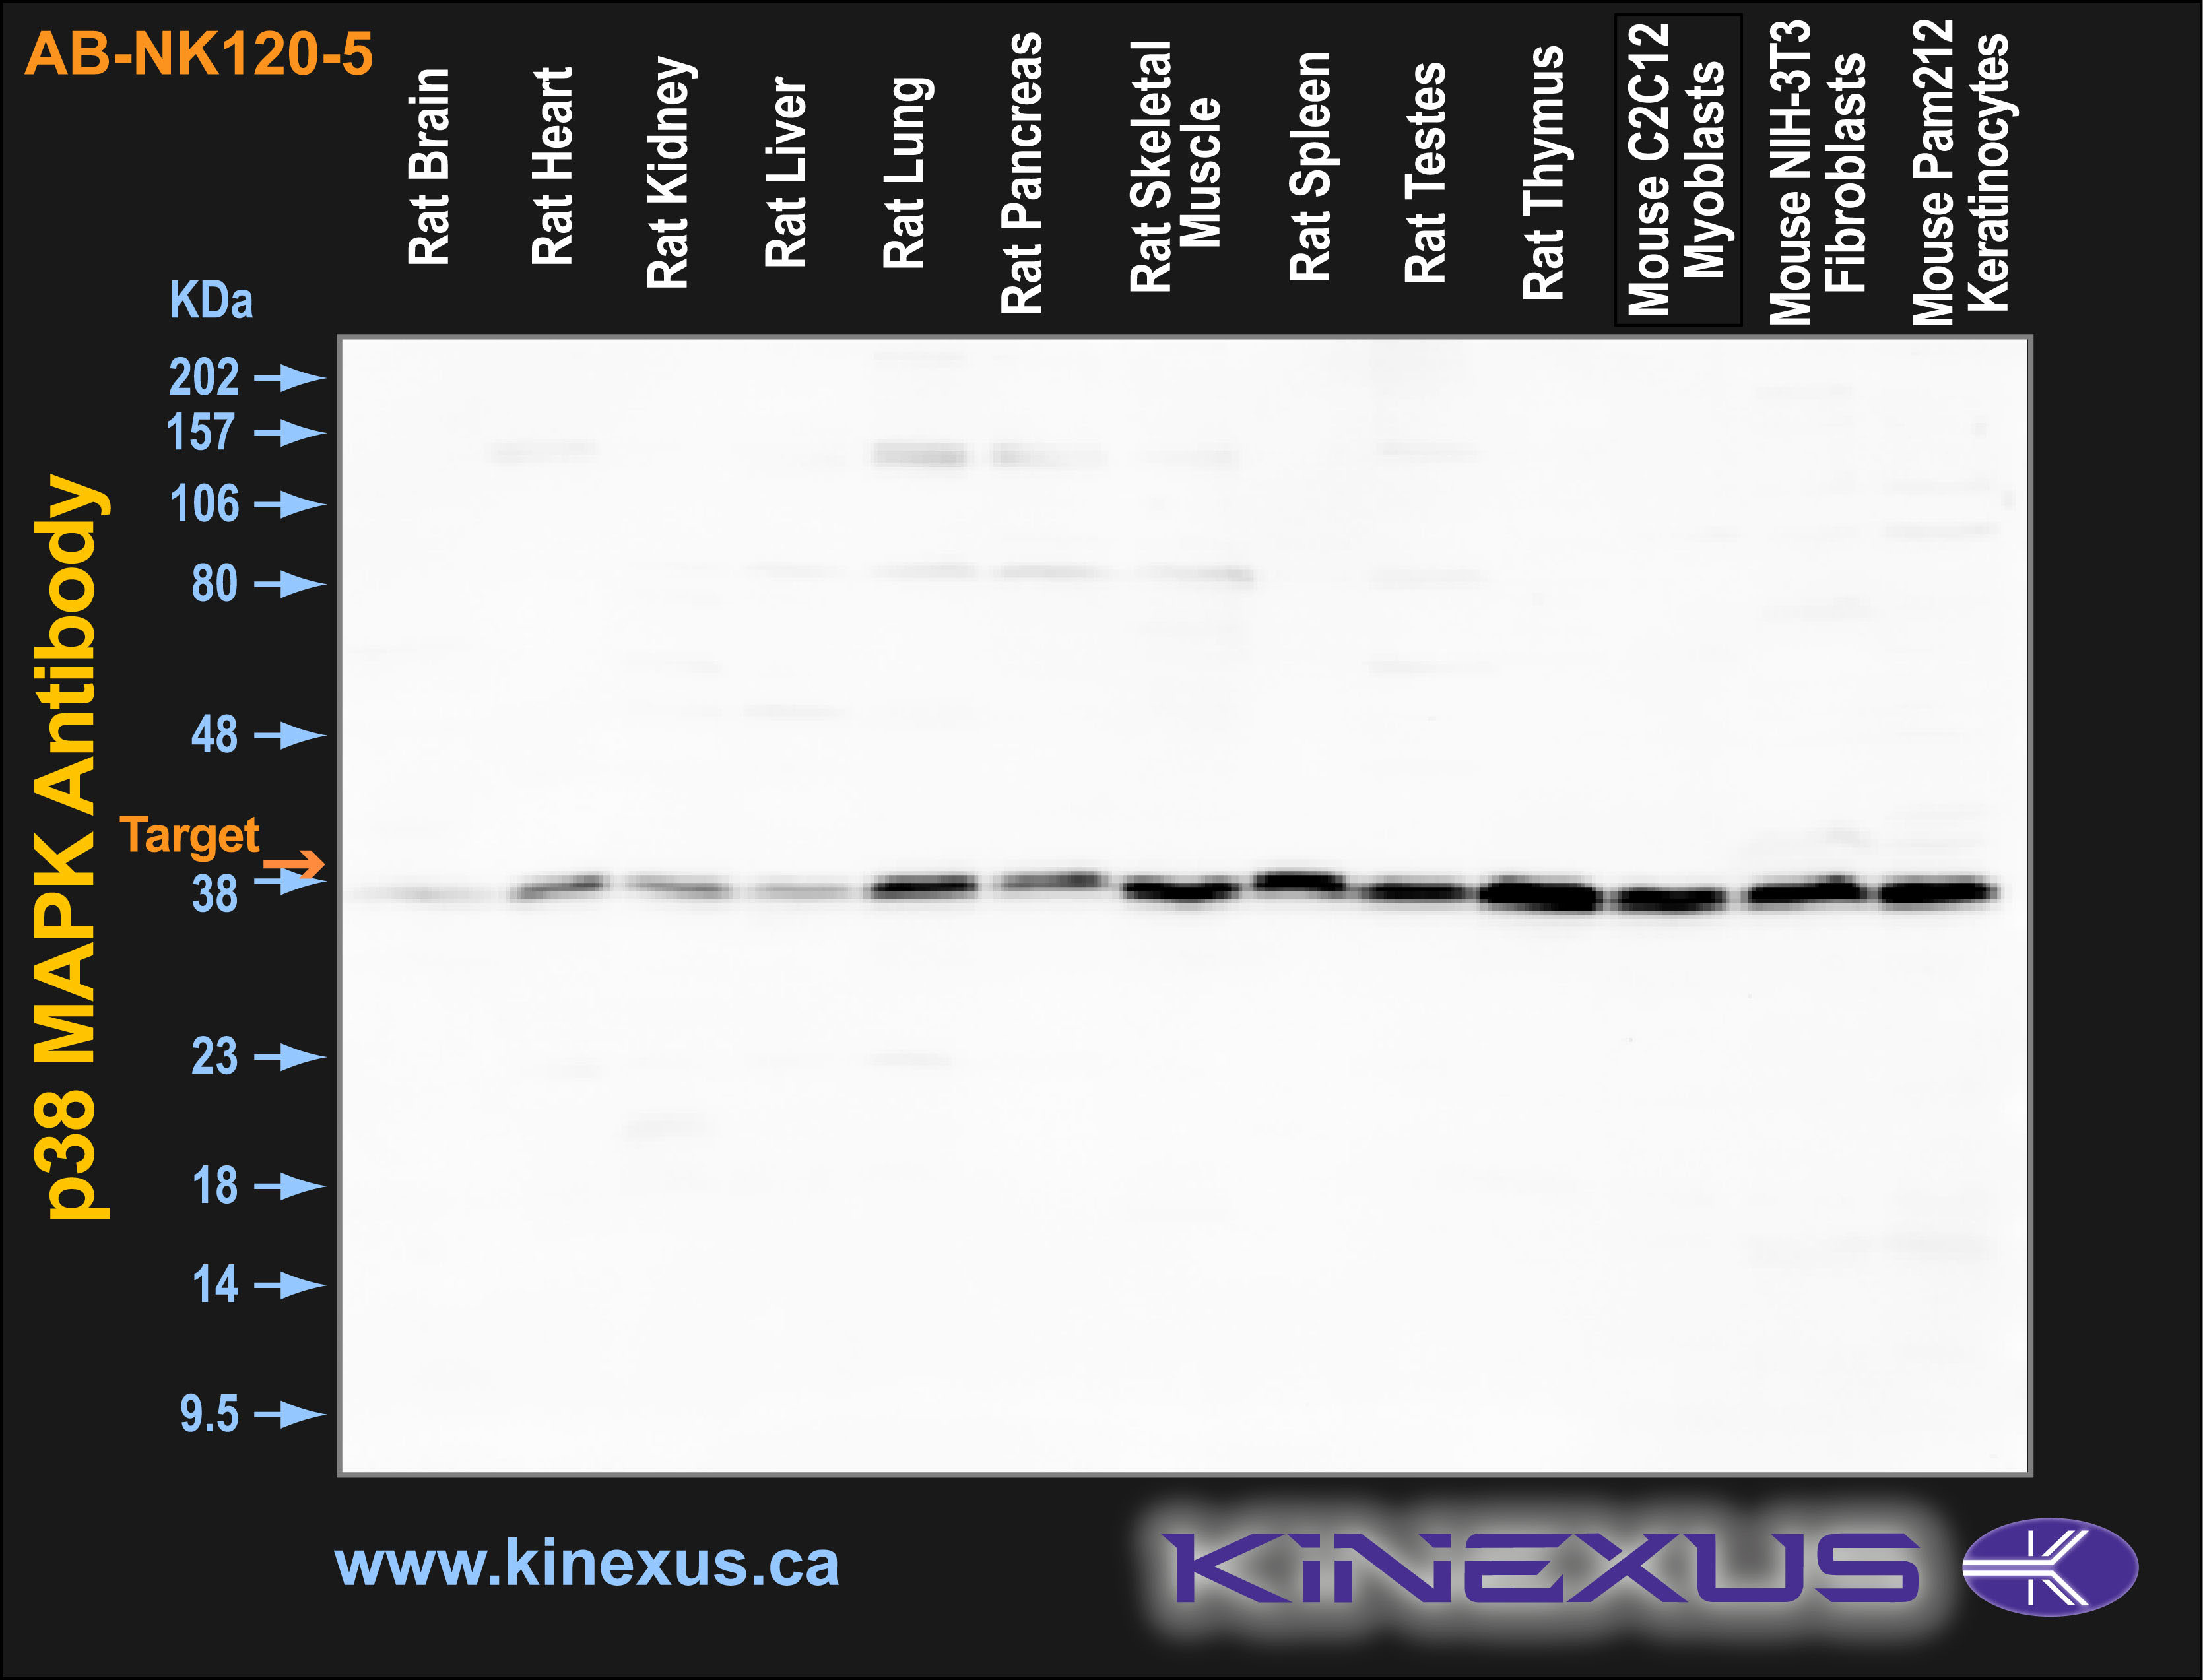 AB-NK120-5
Rat Brain
Rat Heart
Rat Kidney
Rat Liver
Rat Lung
Rat Pancreas
Rat Skeletal
Muscle
Rat Spleen
Rat Testes
Rat Thymus
Mouse C2C12
Myoblasts
Mouse NIH-3T3
Fibroblasts
Mouse Pam212
Keratinocytes
KDa
202
157
106
80
48
Target
38
23
18
14
9.5
p38 MAPK Antibody
www.kinexus.ca
KiNEXUS